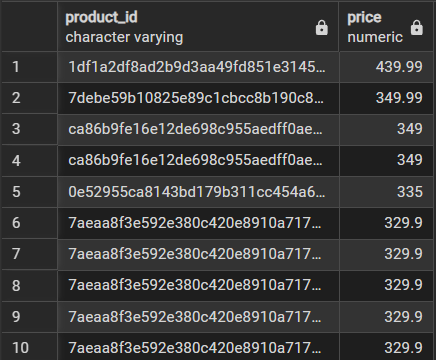 product_id price
character varying numeric
1 1df1a2df8ad2b9d3aa49fd851e3145... 439.99
2 7debe59b10825e89c1cbcc8b190c8... 349.99
3 ca86b9fe16e12de698c955aedff0ae... 349
4 ca86b9fe16e12de698c955aedff0ae... 349
5 0e52955ca8143bd179b311cc454a6... 335
6 7aeaa8f3e592e380c420e8910a717... 329.9
7 7aeaa8f3e592e380c420e8910a717... 329.9
8 7aeaa8f3e592e380c420e8910a717... 329.9
9 7aeaa8f3e592e380c420e8910a717... 329.9
10 7aeaa8f3e592e380c420e8910a717... 329.9